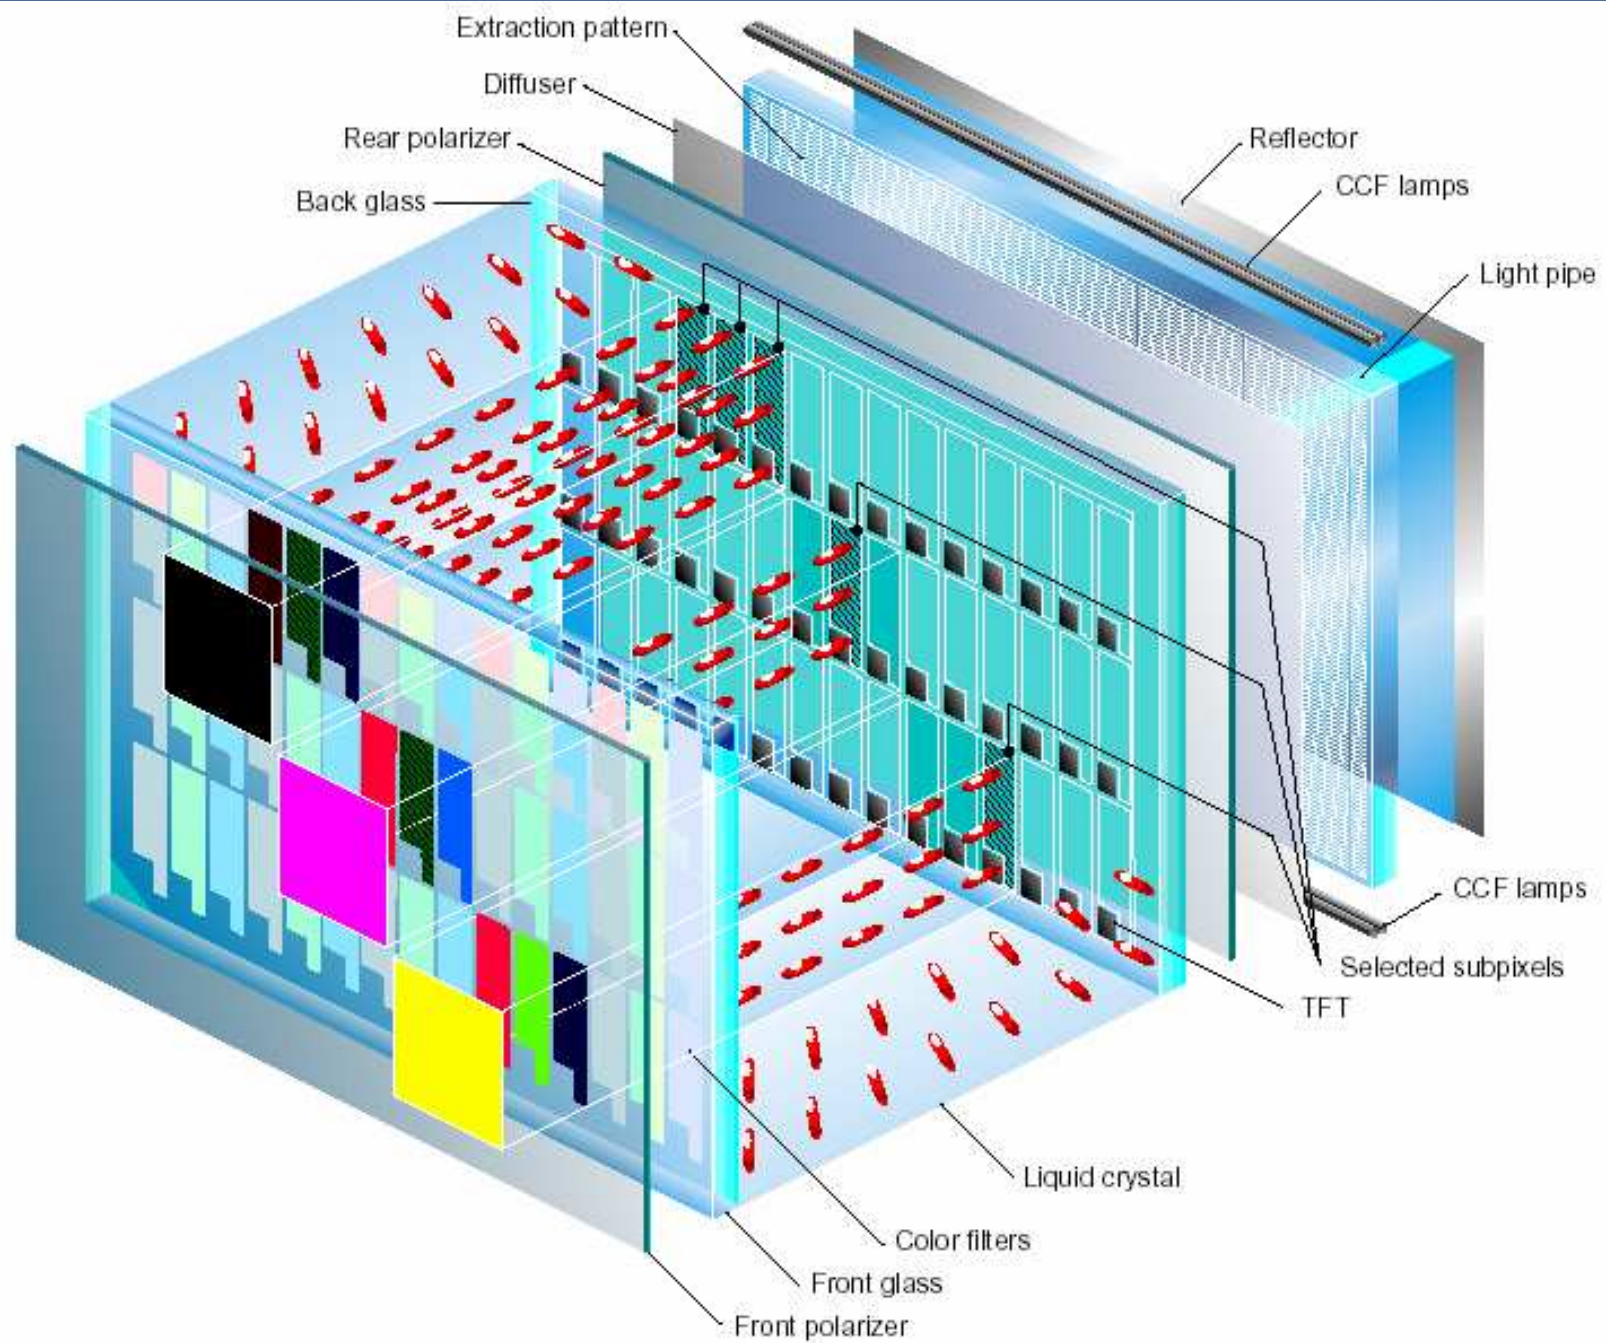 Extraction pattern
Diffuser
Rear polarizer
Back glass
Reflector
CCF lamps
Light pipe
CCF lamps
Selected subpixels
TFT
Liquid crystal
Color filters
Front glass
Front polarizer